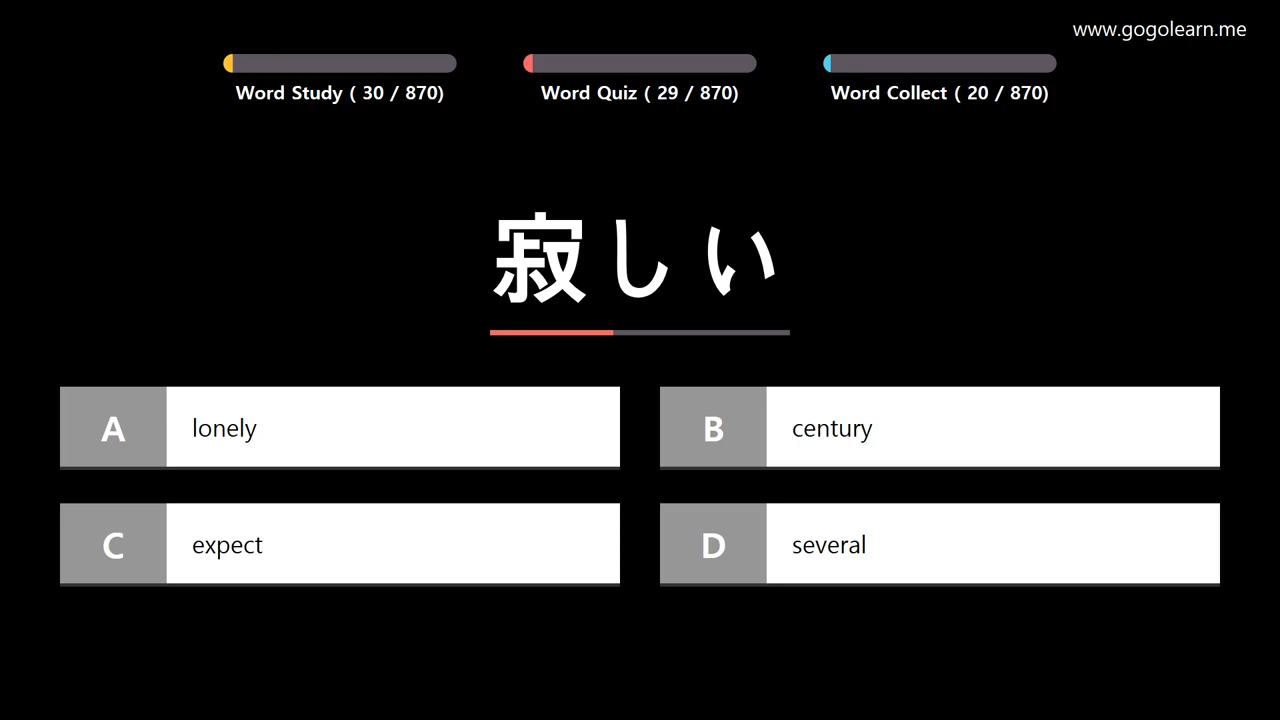 www.gogolearn.me
Word Study ( 30 / 870)
Word Quiz ( 29 / 870)
Word Collect ( 20 / 870)
寂しい
A lonely
B century
C expect
D several